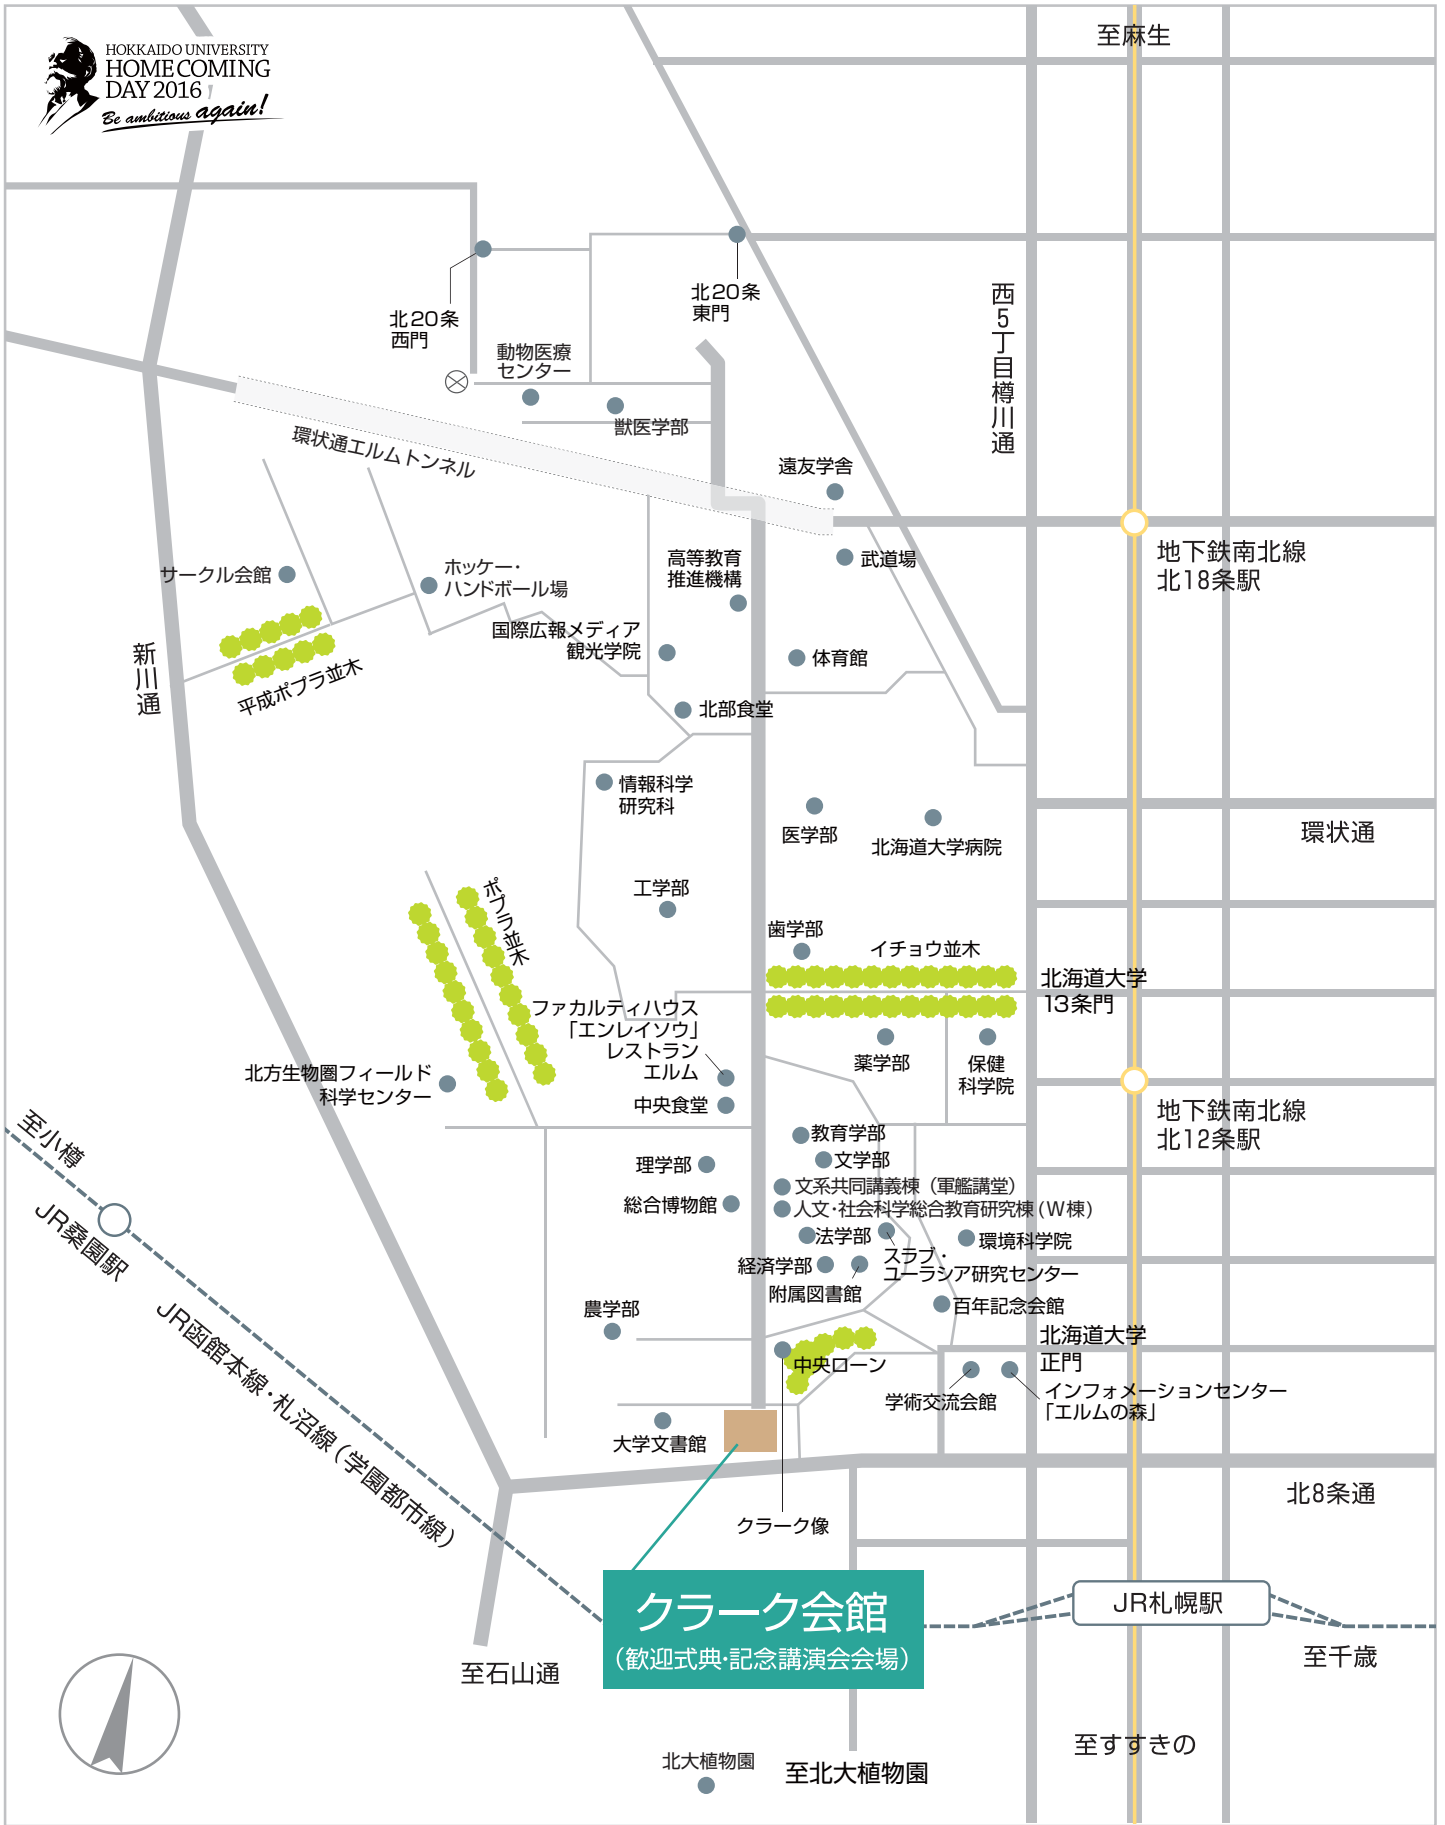 HOKKAIDO UNIVERSITY
HOME COMING
DAY 2016
Be ambitious again!
至麻生
西5丁目樽川通
北20条
西門
北20条
東門
動物医療
センター
獣医学部
環状通エルムトンネル
遠友学舎
武道場
地下鉄南北線
北18条駅
サークル会館
ホッケー・
ハンドボール場
高等教育
推進機構
国際広報メディア
観光学院
体育館
新川通
平成ポプラ並木
北部食堂
情報科学
研究科
医学部
北海道大学病院
環状通
工学部
ポプラ並木
歯学部
イチョウ並木
北海道大学
13条門
ファカルティハウス
「エンレイソウ」
レストラン
エルム
薬学部
保健
科学院
北方生物圏フィールド
科学センター
中央食堂
地下鉄南北線
北12条駅
教育学部
文学部
理学部
文系共同講義棟（軍艦講堂）
総合博物館
人文・社会科学総合教育研究棟(W棟)
法学部
スラブ・
ユーラシア研究センター
環境科学院
経済学部
附属図書館
百年記念会館
至小樽
JR桑園駅
JR函館本線・札沼線（学園都市線）
農学部
北海道大学
正門
中央ローン
学術交流会館
インフォメーションセンター
「エルムの森」
大学文書館
北8条通
クラーク像
クラーク会館
（歓迎式典・記念講演会会場）
JR札幌駅
至千歳
至石山通
至すすきの
北大植物園
至北大植物園